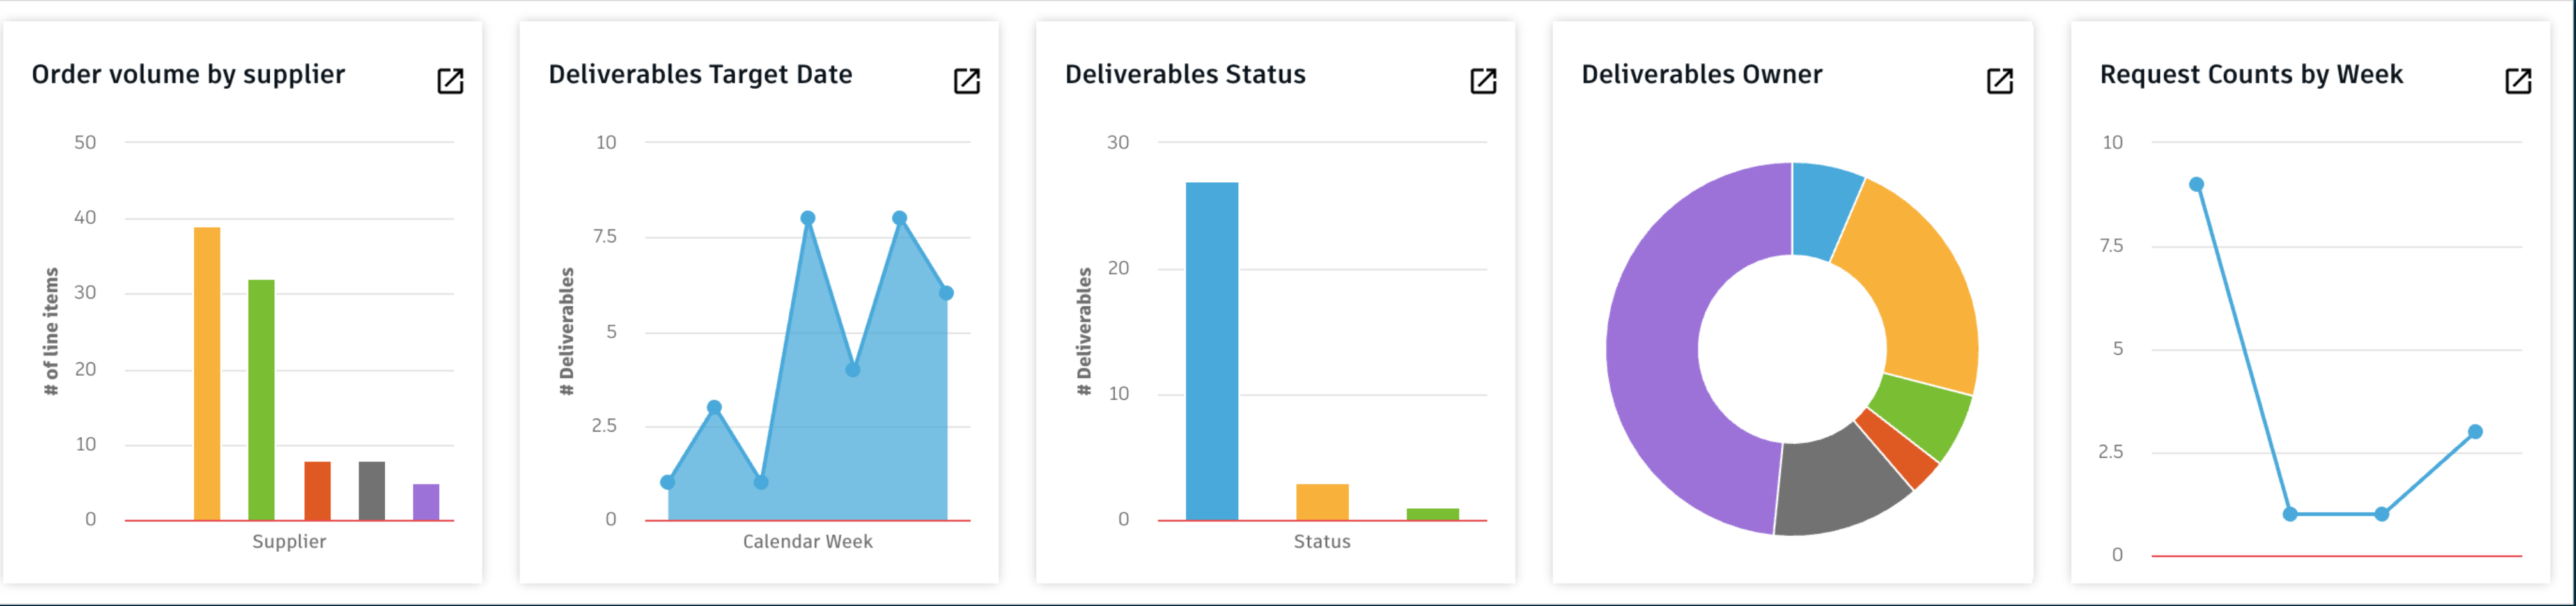 Order volume by supplier
50
40
30
20
10
0
# of line items
Supplier
Deliverables Target Date
10
7.5
5
2.5
0
# Deliverables
Calendar Week
Deliverables Status
30
20
10
0
# Deliverables
Status
Deliverables Owner
Request Counts by Week
10
7.5
5
2.5
0